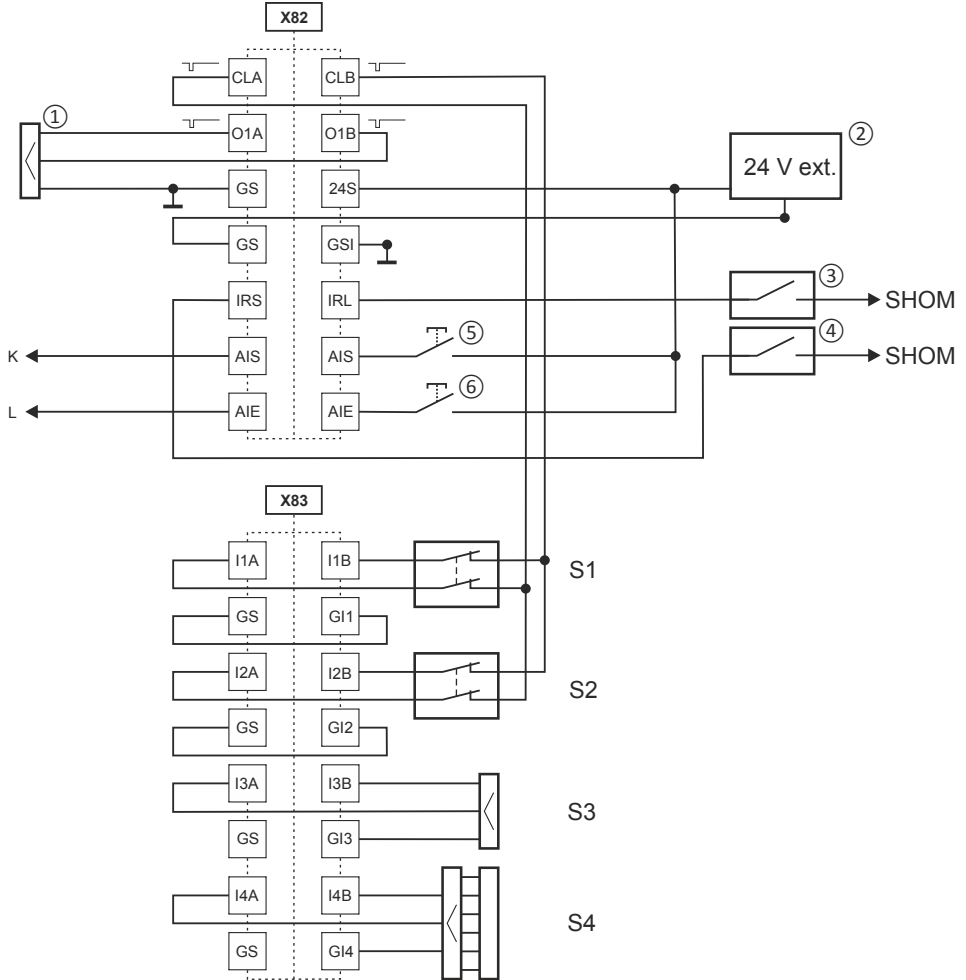 X82
CLA CLB
① O1A O1B ②
24 V ext.
GS 24S
GS GSI
③
IRS IRL SHOM
④
⑤
K AIS AIS SHOM
⑥
L AIE AIE
X83
I1A I1B S1
GS GI1
I2A I2B S2
GS GI2
I3A I3B
S3
GS GI3
I4A I4B
S4
GS GI4